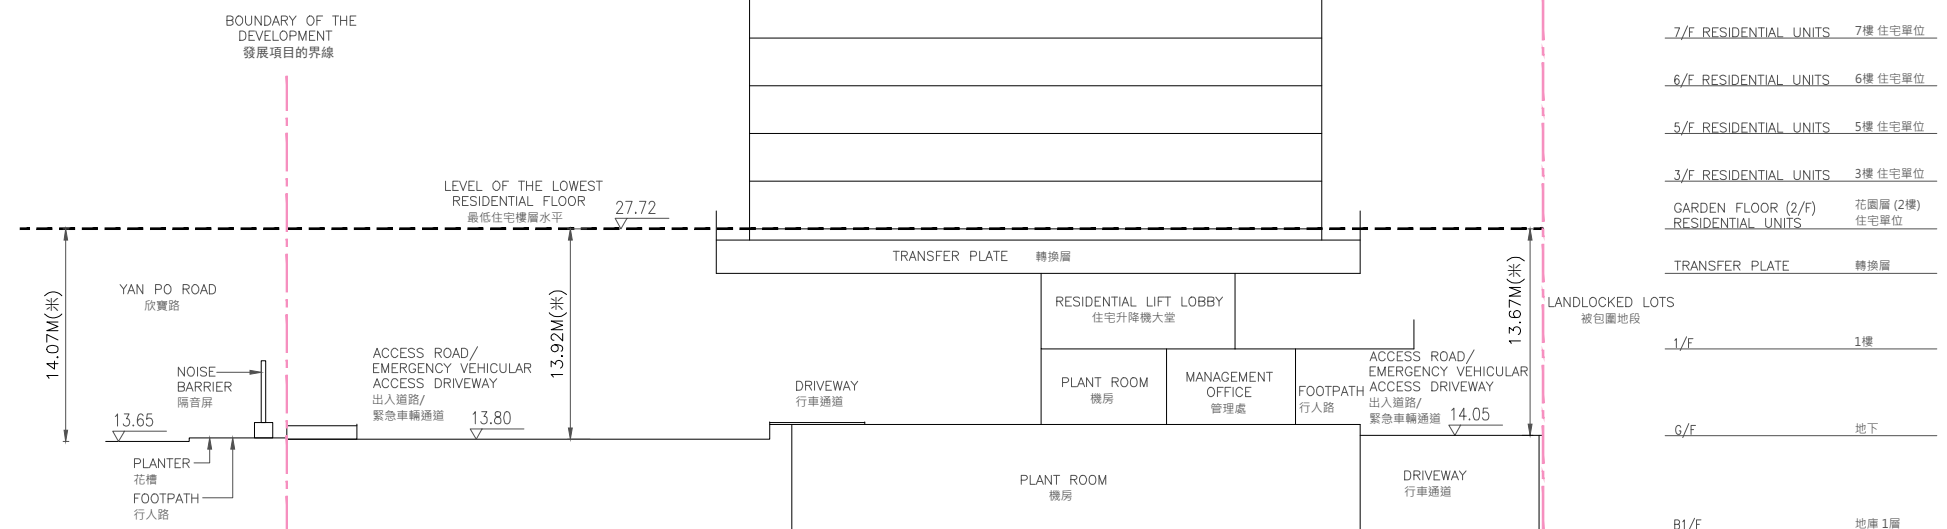 BOUNDARY OF THE
DEVELOPMENT
發展項目的界線
7/F RESIDENTIAL UNITS 7樓 住宅單位
6/F RESIDENTIAL UNITS 6樓 住宅單位
5/F RESIDENTIAL UNITS 5樓 住宅單位
3/F RESIDENTIAL UNITS 3樓 住宅單位
LEVEL OF THE LOWEST
RESIDENTIAL FLOOR
最低住宅樓層水平
27.72
GARDEN FLOOR (2/F)
RESIDENTIAL UNITS
花園層 (2樓)
住宅單位
TRANSFER PLATE 轉換層
TRANSFER PLATE 轉換層
YAN PO ROAD
欣寶路
14.07M(米)
13.92M(米)
13.67M(米)
RESIDENTIAL LIFT LOBBY
住宅升降機大堂
LANDLOCKED LOTS
被包圍地段
1/F 1樓
NOISE
BARRIER
隔音屏
ACCESS ROAD/
EMERGENCY VEHICULAR
ACCESS DRIVEWAY
出入道路/
緊急車輛通道
DRIVEWAY
行車通道
PLANT ROOM
機房
MANAGEMENT
OFFICE
管理處
FOOTPATH
行人路
ACCESS ROAD/
EMERGENCY VEHICULAR
ACCESS DRIVEWAY
出入道路/
緊急車輛通道
13.65
13.80
14.05
G/F 地下
PLANTER
花槽
FOOTPATH
行人路
PLANT ROOM
機房
DRIVEWAY
行車通道
B1/F 地庫 1層